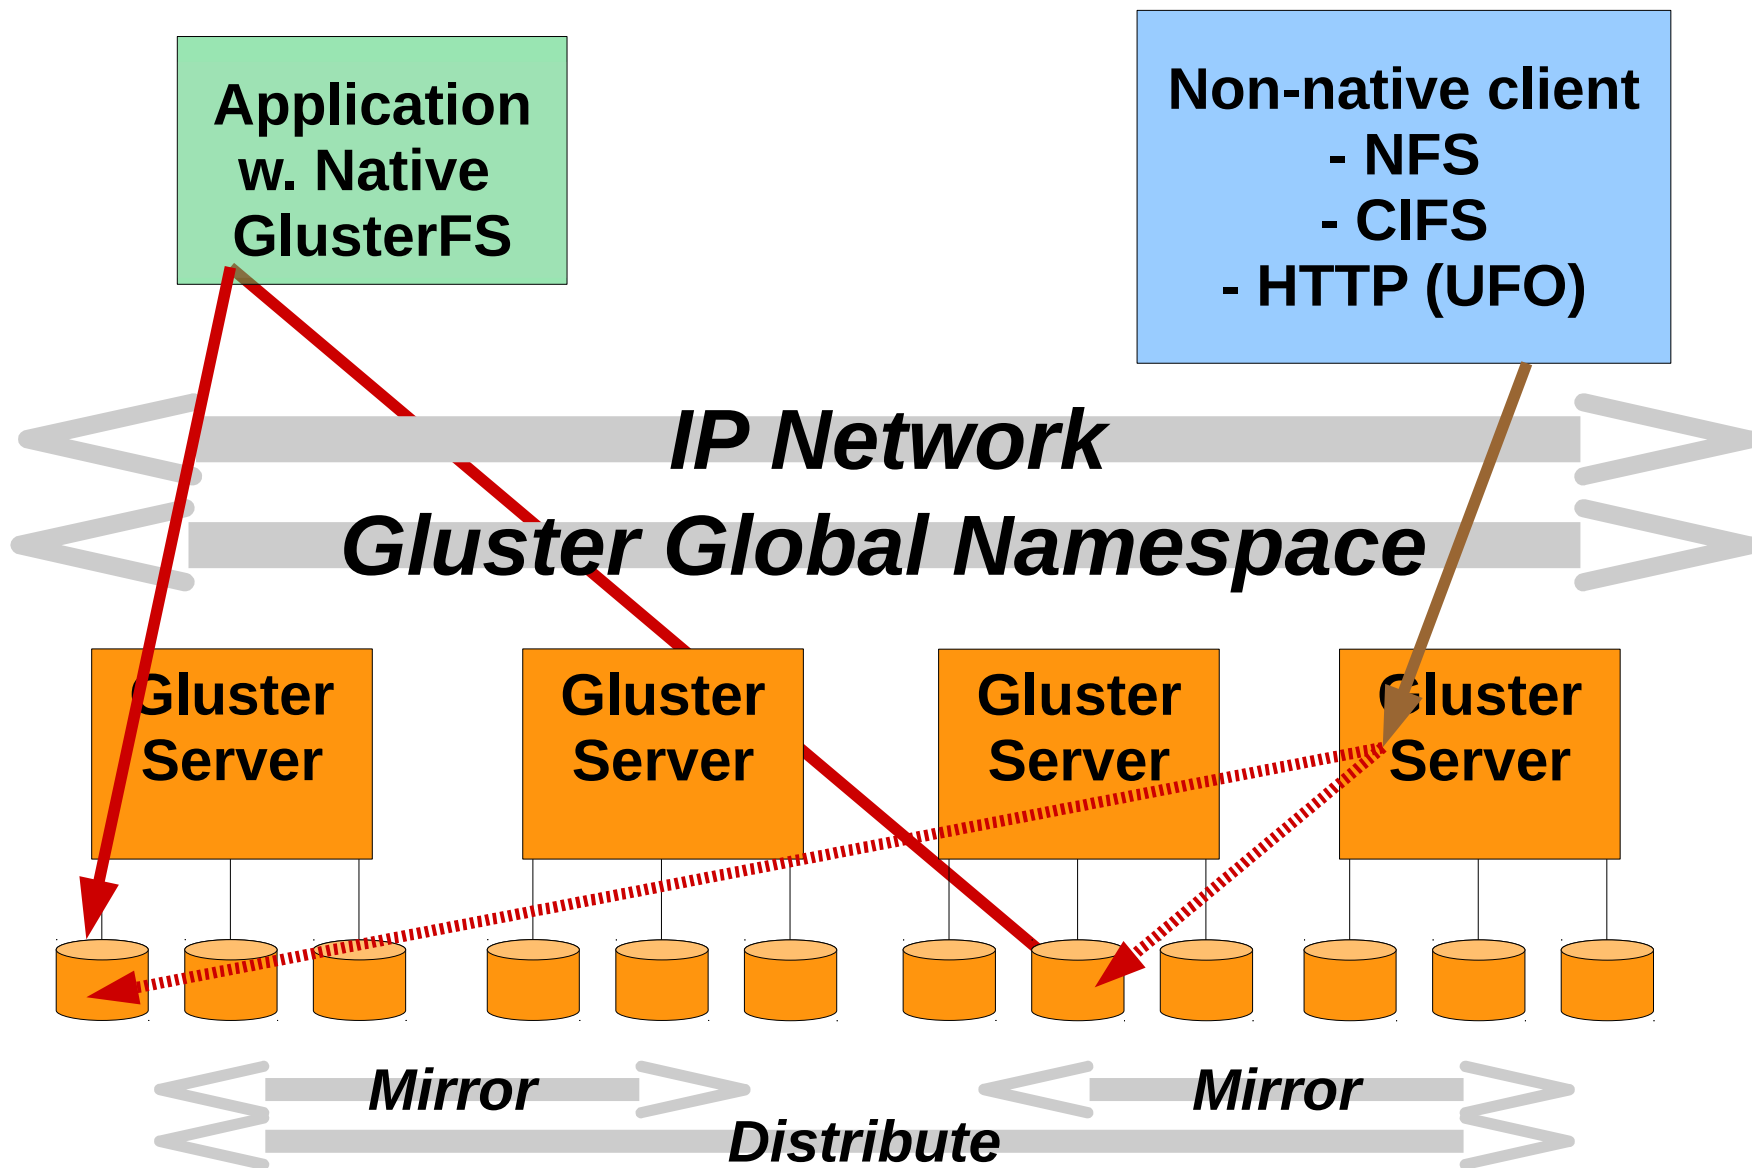 Application
w. Native
GlusterFS
Non-native client
- NFS
- CIFS
- HTTP (UFO)
IP Network
Gluster Global Namespace
Gluster
Server
Gluster
Server
Gluster
Server
Gluster
Server
Mirror
Mirror
Distribute